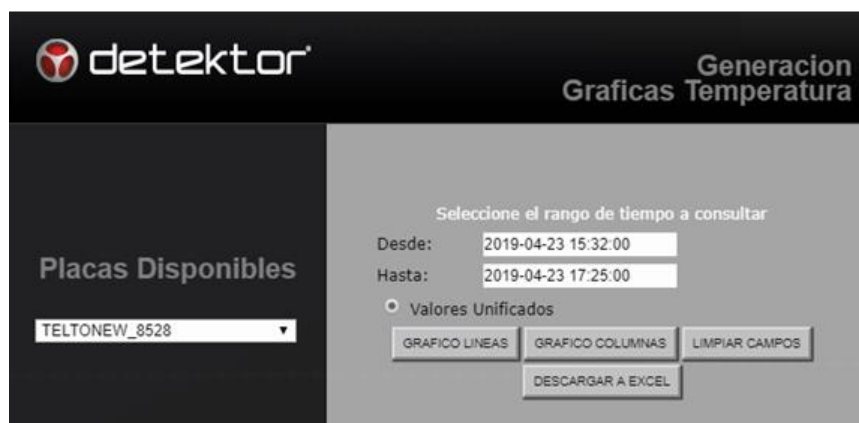 detektor
Generacion
Graficas Temperatura
Placas Disponibles
TELTONEW_8528
Seleccione el rango de tiempo a consultar
Desde: 2019-04-23 15:32:00
Hasta: 2019-04-23 17:25:00
Valores Unificados
GRAFICO LINEAS GRAFICO COLUMNAS LIMPIAR CAMPOS
DESCARGAR A EXCEL